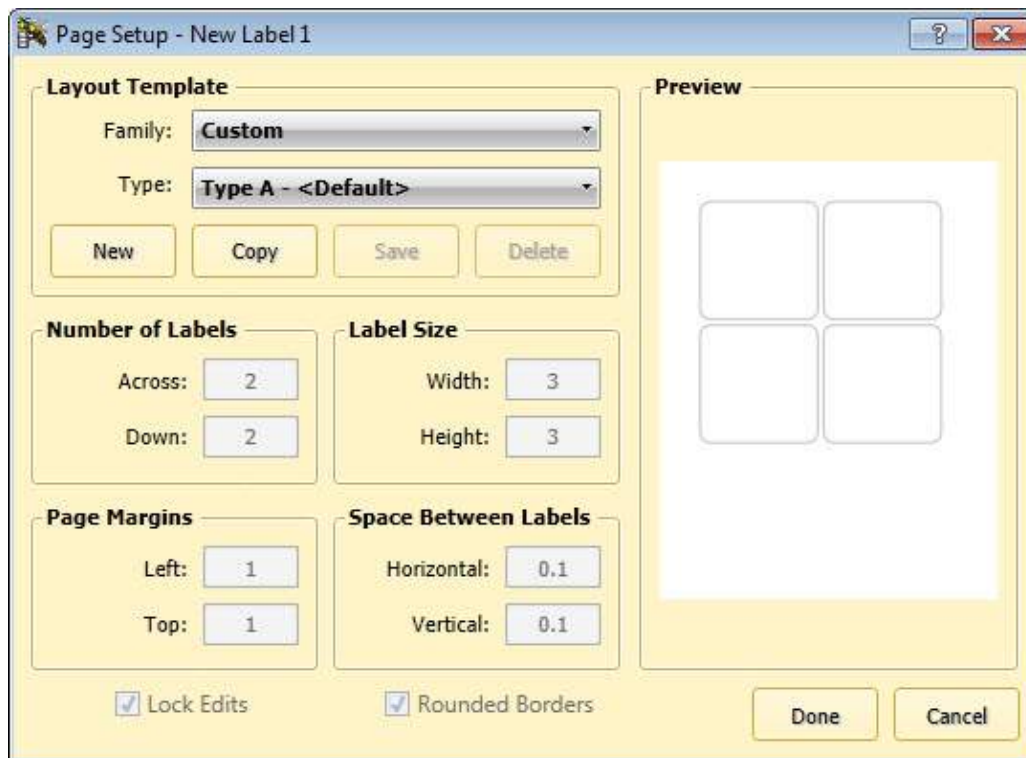 Page Setup - New Label 1
Layout Template
Family: Custom
Type: Type A - <Default>
New Copy Save Delete
Number of Labels
Across: 2
Down: 2
Label Size
Width: 3
Height: 3
Page Margins
Left: 1
Top: 1
Space Between Labels
Horizontal: 0.1
Vertical: 0.1
Lock Edits
Rounded Borders
Preview
Done Cancel